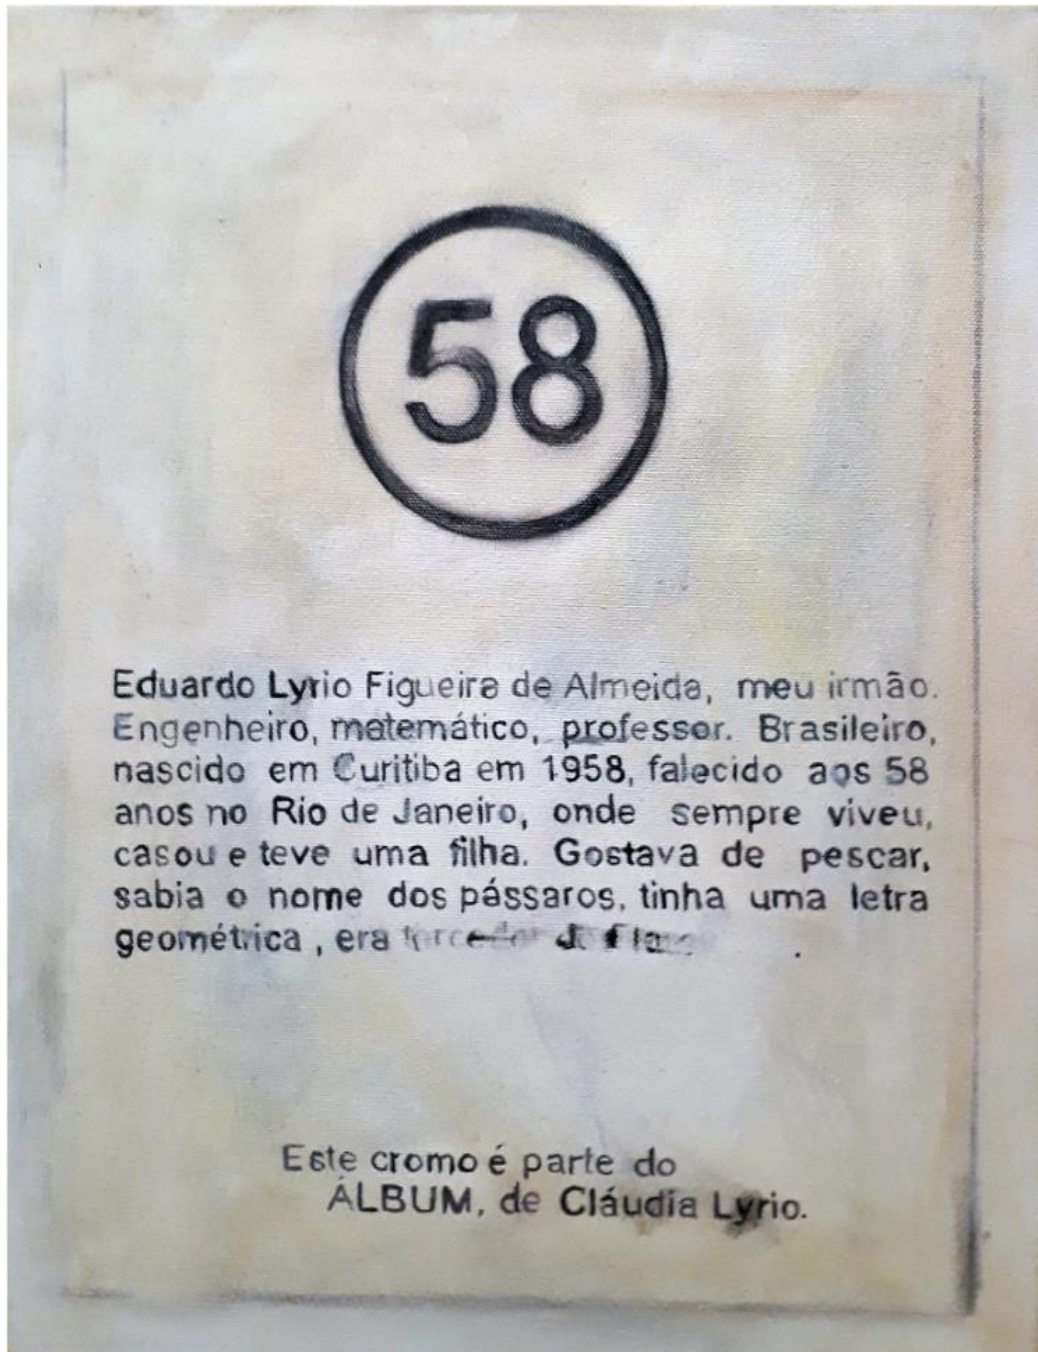 58
Eduardo Lyrio Figueira de Almeida, meu irmão.
Engenheiro, matemático, professor. Brasileiro,
nascido em Curitiba em 1958, falecido aos 58
anos no Rio de Janeiro, onde sempre viveu,
casou e teve uma filha. Gostava de pescar,
sabia o nome dos pássaros, tinha uma letra
geométrica , era
Este cromo é parte do
ÁLBUM, de Cláudia Lyrio.